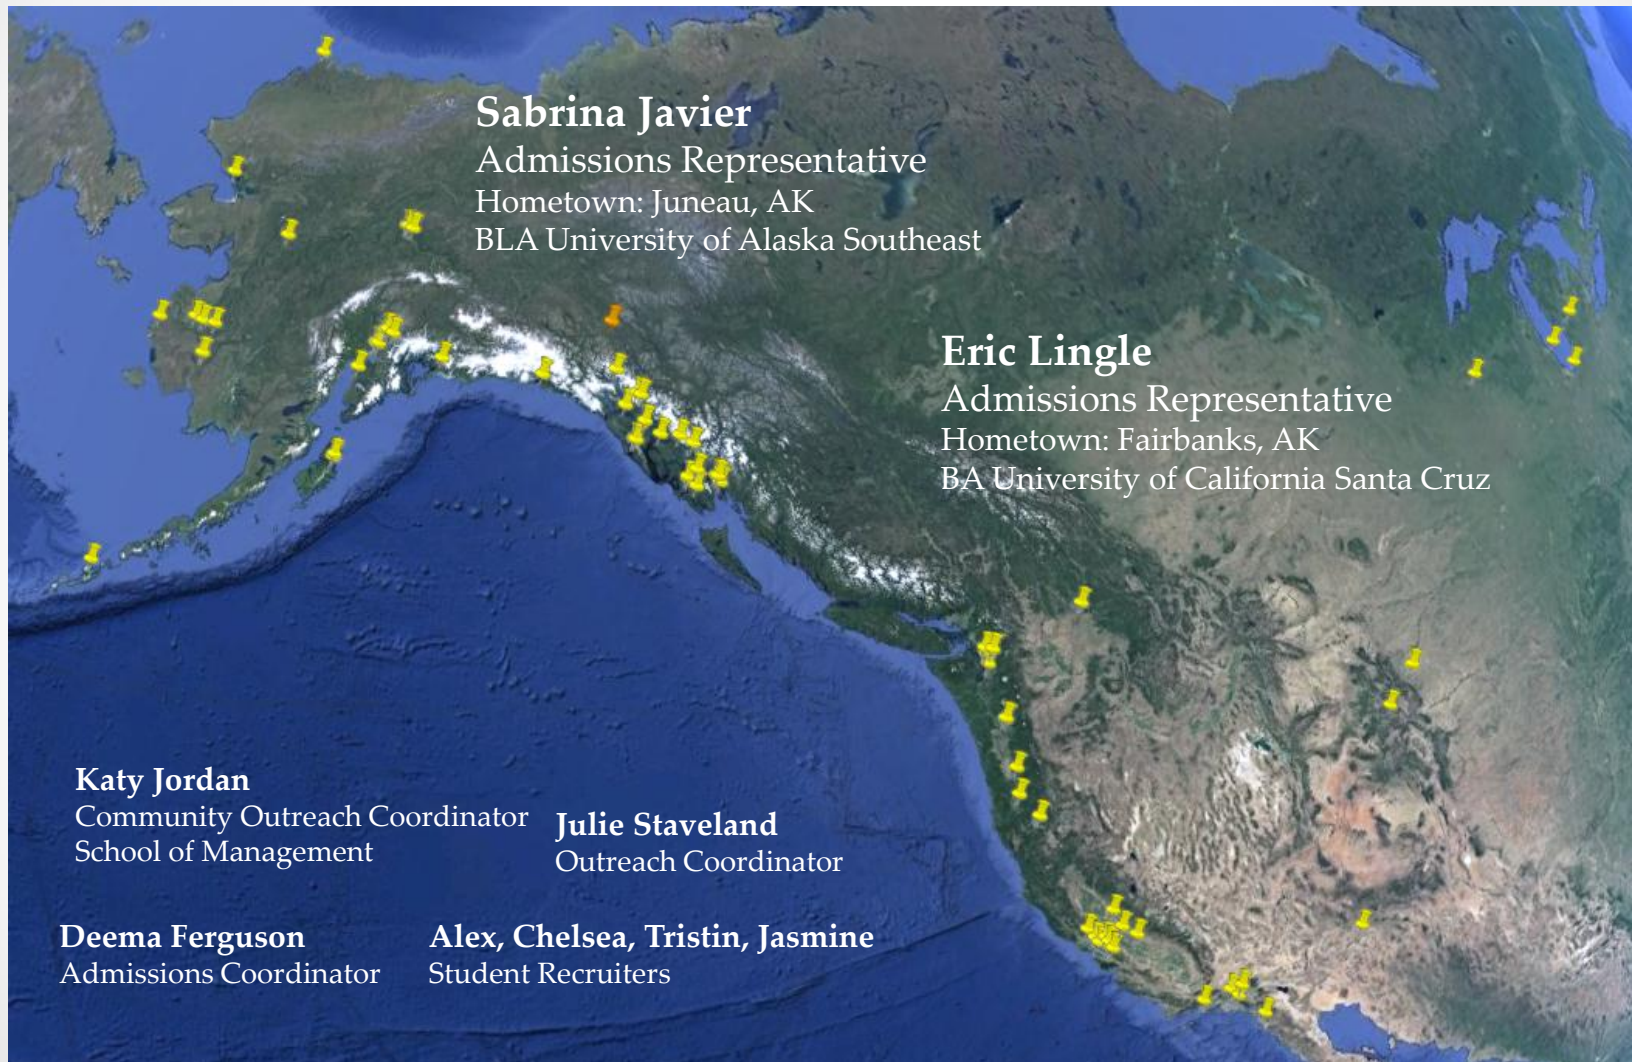 Sabrina Javier
Admissions Representative
Hometown: Juneau, AK
BLA University of Alaska Southeast
Eric Lingle
Admissions Representative
Hometown: Fairbanks, AK
BA University of California Santa Cruz
Katy Jordan
Community Outreach Coordinator
School of Management
Julie Staveland
Outreach Coordinator
Deema Ferguson
Admissions Coordinator
Alex, Chelsea, Tristin, Jasmine
Student Recruiters